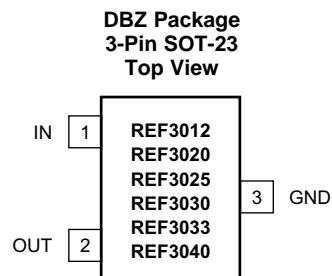 DBZ Package
3-Pin SOT-23
Top View
IN 1 REF3012
REF3020
REF3025
REF3030 3 GND
REF3033
OUT 2 REF3040